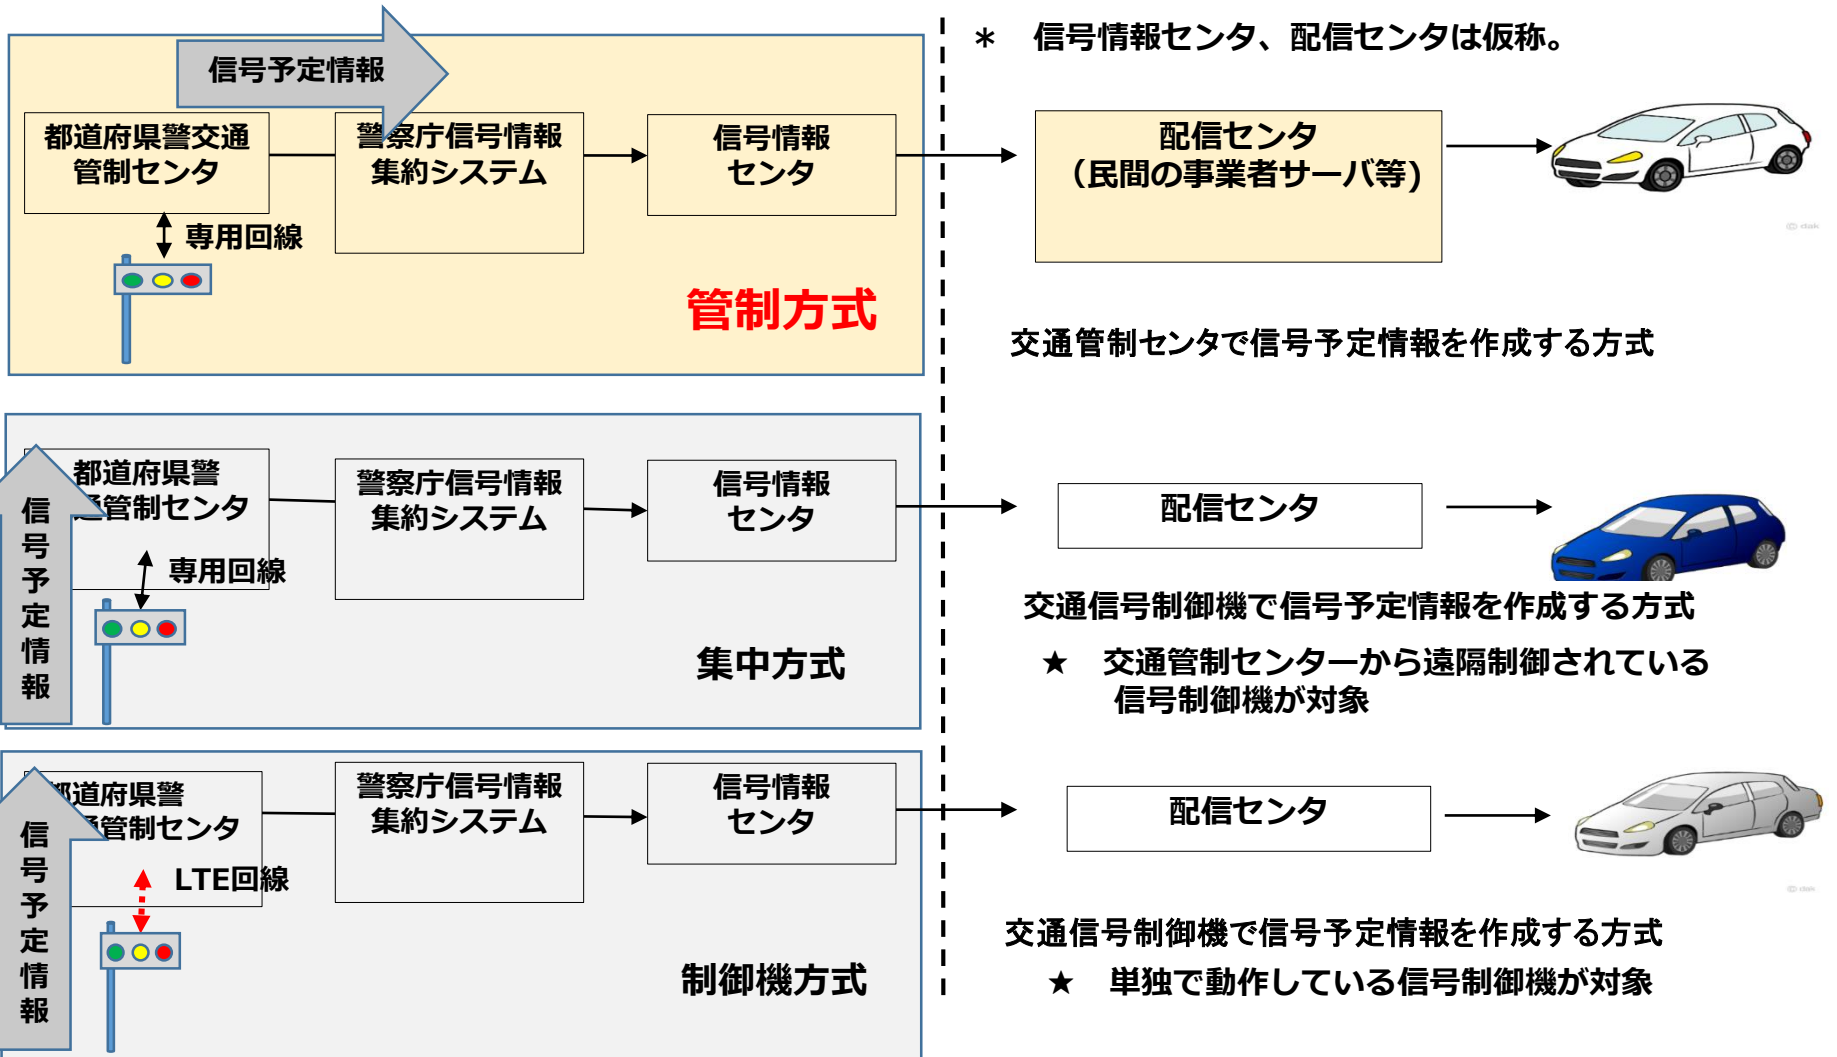 信号予定情報
都道府県警交通
管制センタ
専用回線
警察庁信号情報
集約システム
信号情報
センタ
管制方式
＊　信号情報センタ、配信センタは仮称。
配信センタ
（民間の事業者サーバ等)
交通管制センタで信号予定情報を作成する方式
信号予定情報
都道府県警
通管制センタ
専用回線
警察庁信号情報
集約システム
信号情報
センタ
集中方式
配信センタ
交通信号制御機で信号予定情報を作成する方式
★　交通管制センターから遠隔制御されている
信号制御機が対象
信号予定情報
都道府県警
通管制センタ
LTE回線
警察庁信号情報
集約システム
信号情報
センタ
制御機方式
配信センタ
交通信号制御機で信号予定情報を作成する方式
★　単独で動作している信号制御機が対象